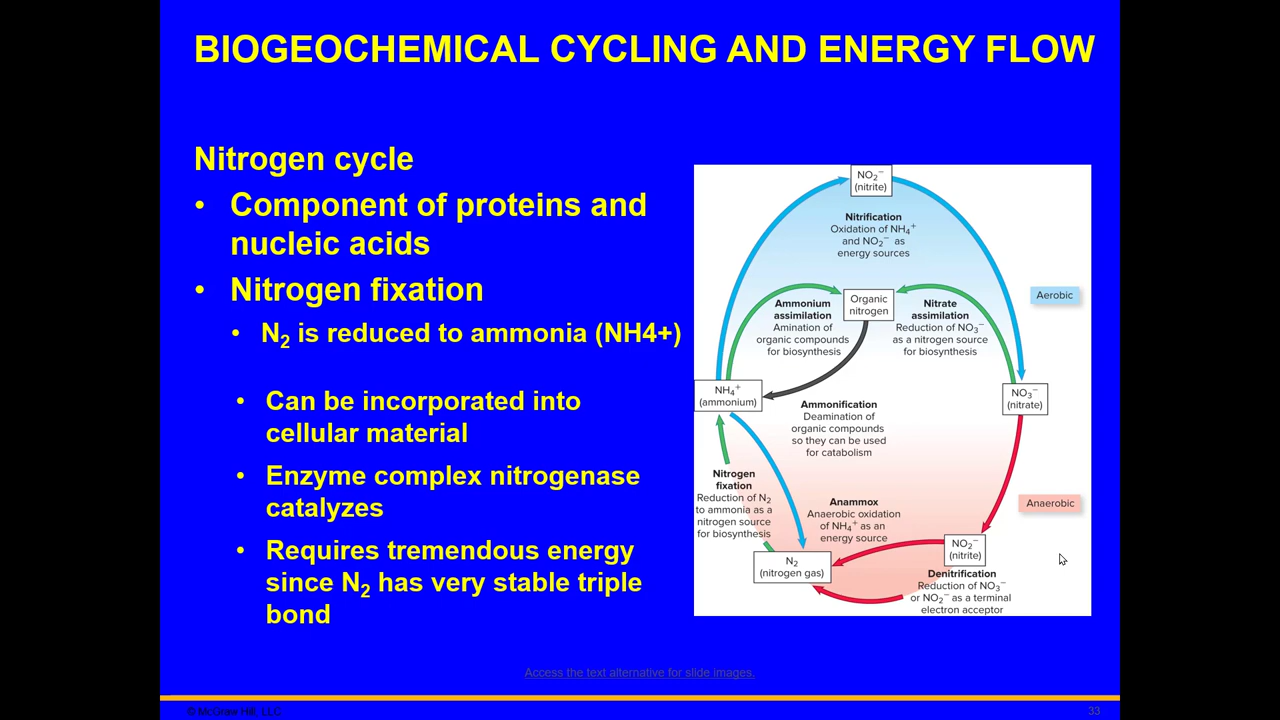 BIOGEOCHEMICAL CYCLING AND ENERGY FLOW
Nitrogen cycle
• Component of proteins and
nucleic acids
• Nitrogen fixation
• N₂ is reduced to ammonia (NH4+)
• Can be incorporated into
cellular material
• Enzyme complex nitrogenase
catalyzes
• Requires tremendous energy
since N₂ has very stable triple
bond
NO₂⁻
(nitrite)
Nitrification
Oxidation of NH₄⁺
and NO₂⁻ as
energy sources
Aerobic
Organic
nitrogen
Ammonium
assimilation
Amination of
organic compounds
for biosynthesis
Nitrate
assimilation
Reduction of NO₃⁻
as a nitrogen source
for biosynthesis
NH₄⁺
(ammonium)
NO₃⁻
(nitrate)
Ammonification
Deamination of
organic compounds
so they can be used
for catabolism
Nitrogen
fixation
Reduction of N₂
to ammonia as a
nitrogen source
for biosynthesis
Anammox
Anaerobic oxidation
of NH₄⁺ as an
energy source
Anaerobic
NO₂⁻
(nitrite)
N₂
(nitrogen gas)
Denitrification
Reduction of NO₃⁻
or NO₂⁻ as a terminal
electron acceptor
Access the text alternative for slide images.
© McGraw Hill, LLC
33